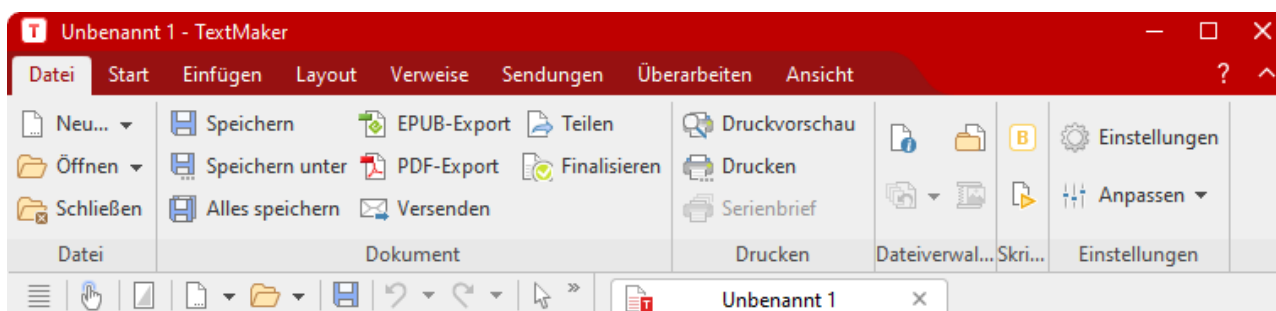 T Unbenannt 1 - TextMaker
Datei Start Einfügen Layout Verweise Sendungen Überarbeiten Ansicht ?
Neu... Speichern EPUB-Export Teilen Druckvorschau
B Einstellungen
Öffnen Speichern unter PDF-Export Finalisieren Drucken
Schließen Alles speichern Versenden Serienbrief
Anpassen
Datei Dokument Drucken Dateiverwal... Skri... Einstellungen
» T Unbenannt 1